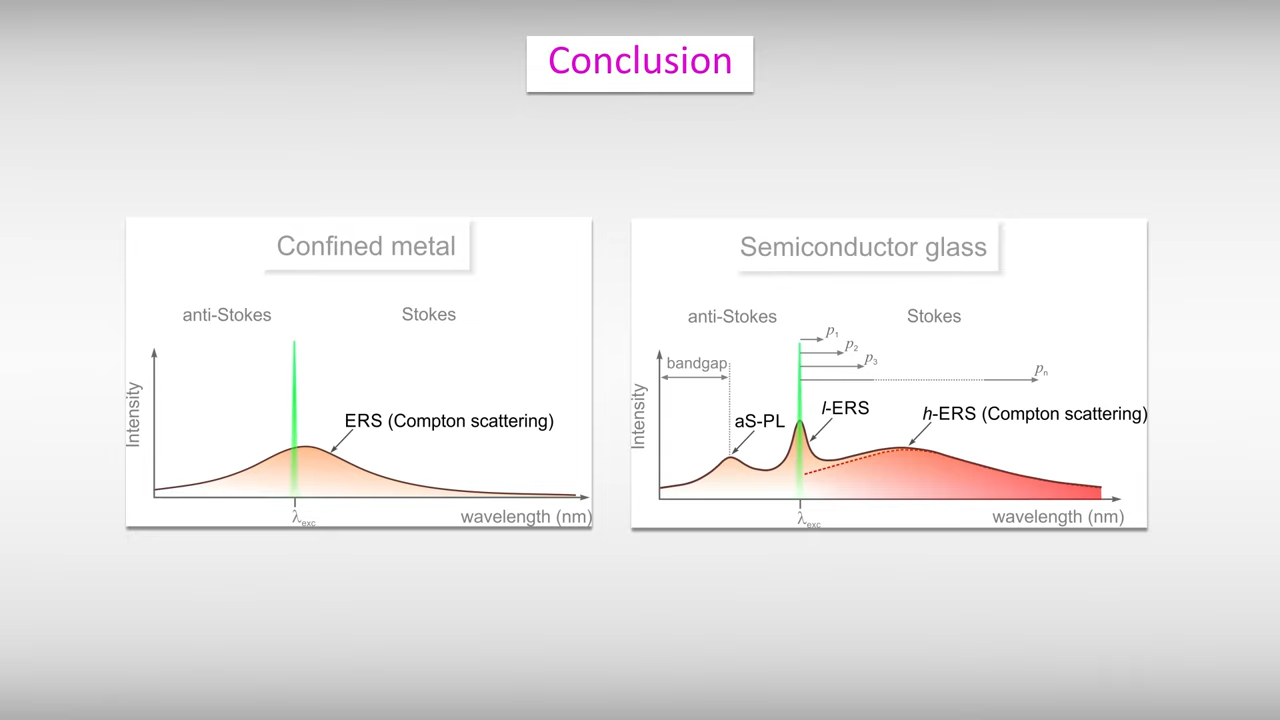 Conclusion
Confined metal
anti-Stokes
Stokes
Intensity
ERS (Compton scattering)
λexc
wavelength (nm)
Semiconductor glass
anti-Stokes
Stokes
p1
p2
p3
pn
bandgap
Intensity
aS-PL
l-ERS
h-ERS (Compton scattering)
λexc
wavelength (nm)